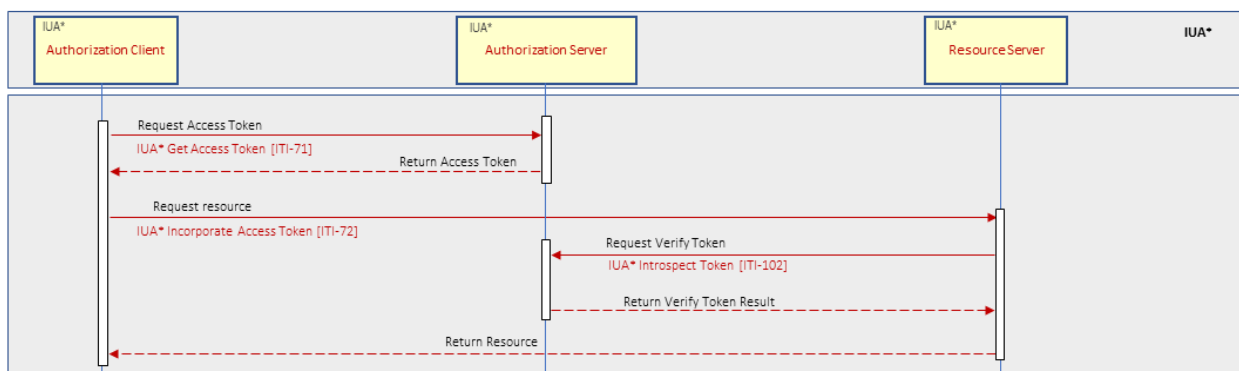 IUA*
Authorization Client
IUA*
Authorization Server
IUA*
Resource Server
IUA*
Request Access Token
IUA* Get Access Token [ITI-71]
Return Access Token
Request resource
IUA* Incorporate Access Token [ITI-72]
Request Verify Token
IUA* Introspect Token [ITI-102]
Return Verify Token Result
Return Resource